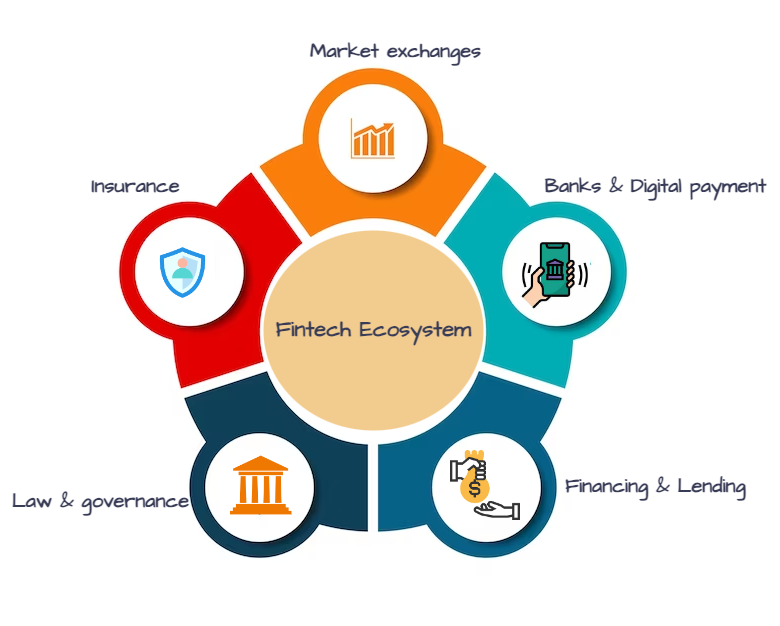 Market exchanges
Insurance
Banks & Digital payment
Fintech Ecosystem
Law & governance
Financing & Lending
$